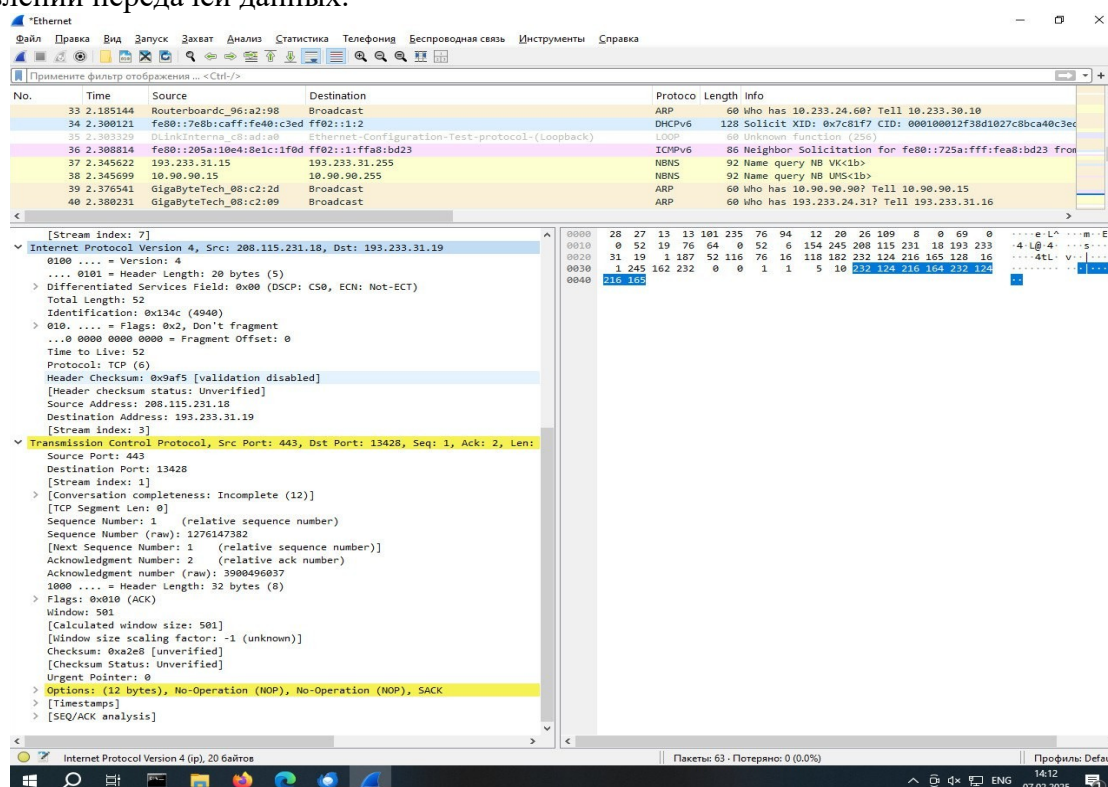 влении передачей данных.
*Ethernet
Файл Правка Вид Запуск Захват Анализ Статистика Телефония Беспроводная связь Инструменты Справка
Примените фильтр отображения ... <Ctrl-/>
No. Time Source Destination Protoco Length Info
33 2.185144 Routerboardc_96:a2:98 Broadcast ARP 60 Who has 10.233.24.60? Tell 10.233.30.10
34 2.300121 fe80::7e8b:caff:fe40:c3ed ff02::1:2 DHCPv6 128 Solicit XID: 0x7c81f7 CID: 000100012f38d1027c8bca40c3ed
35 2.303329 DLinkInterna_c8:ad:a0 Ethernet-Configuration-Test-protocol-(Loopback) LOOP 60 Unknown function (256)
36 2.308814 fe80::205a:10e4:8e1c:1f0d ff02::1:ffa8:bd23 ICMPv6 86 Neighbor Solicitation for fe80::725a:fff:fea8:bd23 from
37 2.345622 193.233.31.15 193.233.31.255 NBNS 92 Name query NB VK<1b>
38 2.345699 10.90.90.15 10.90.90.255 NBNS 92 Name query NB UMS<1b>
39 2.376541 GigaByteTech_08:c2:2d Broadcast ARP 60 Who has 10.90.90.90? Tell 10.90.90.15
40 2.380231 GigaByteTech_08:c2:09 Broadcast ARP 60 Who has 193.233.24.31? Tell 193.233.31.16
[Stream index: 7]
Internet Protocol Version 4, Src: 208.115.231.18, Dst: 193.233.31.19
0100 .... = Version: 4
.... 0101 = Header Length: 20 bytes (5)
Differentiated Services Field: 0x00 (DSCP: CS0, ECN: Not-ECT)
Total Length: 52
Identification: 0x134c (4940)
010. .... = Flags: 0x2, Don't fragment
...0 0000 0000 0000 = Fragment Offset: 0
Time to Live: 52
Protocol: TCP (6)
Header Checksum: 0x9af5 [validation disabled]
[Header checksum status: Unverified]
Source Address: 208.115.231.18
Destination Address: 193.233.31.19
[Stream index: 3]
Transmission Control Protocol, Src Port: 443, Dst Port: 13428, Seq: 1, Ack: 2, Len:
Source Port: 443
Destination Port: 13428
[Stream index: 1]
[Conversation completeness: Incomplete (12)]
[TCP Segment Len: 0]
Sequence Number: 1 (relative sequence number)
Sequence Number (raw): 1276147382
[Next Sequence Number: 1 (relative sequence number)]
Acknowledgment Number: 2 (relative ack number)
Acknowledgment number (raw): 3900496037
1000 .... = Header Length: 32 bytes (8)
Flags: 0x010 (ACK)
Window: 501
[Calculated window size: 501]
[Window size scaling factor: -1 (unknown)]
Checksum: 0xa2e8 [unverified]
[Checksum Status: Unverified]
Urgent Pointer: 0
Options: (12 bytes), No-Operation (NOP), No-Operation (NOP), SACK
[Timestamps]
[SEQ/ACK analysis]
0000 28 27 13 13 101 235 76 94 12 20 26 109 8 0 69 0 ····e·L^ ···m··E
0010 0 52 19 76 64 0 52 6 154 245 208 115 231 18 193 233 ·4·L@·4· ···s····
0020 31 19 1 187 52 116 76 16 118 182 232 124 216 165 128 16
0030 1 245 162 232 0 0 1 1 5 10 232 124 216 164 232 124
0040 216 165
Internet Protocol Version 4 (ip), 20 байтов
Пакеты: 63 · Потеряно: 0 (0.0%)
Профиль: Defau
ENG
14:12
07.02.2025